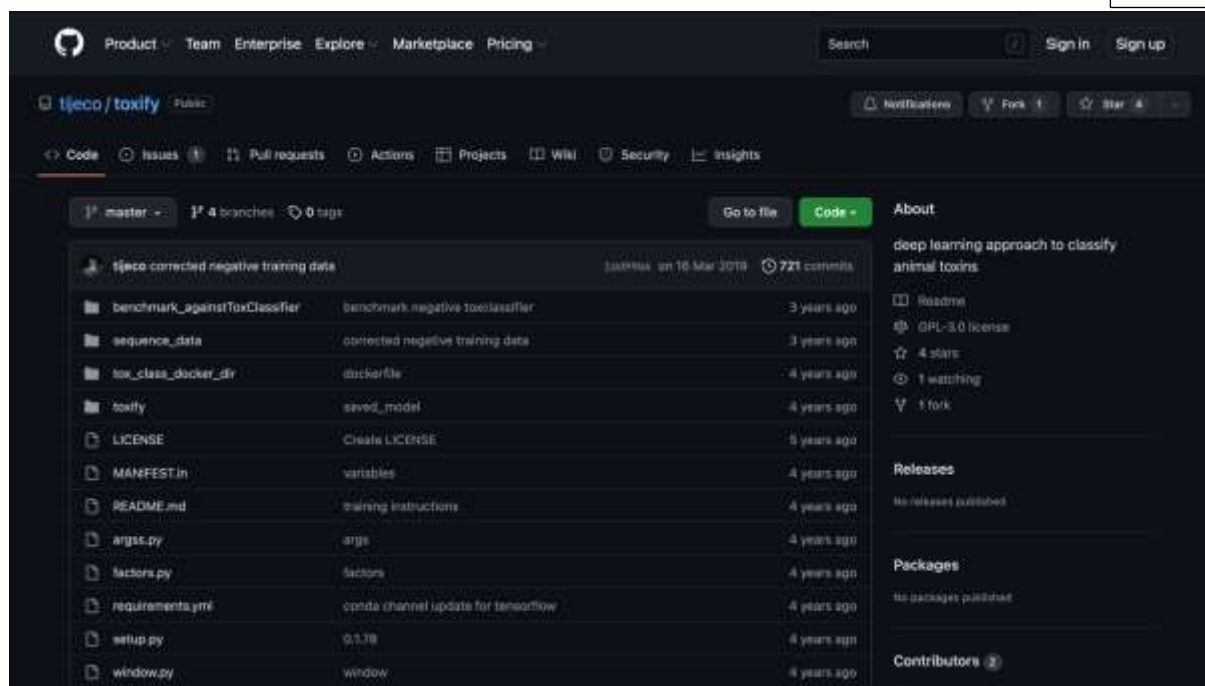 Product Team Enterprise Explore Marketplace Pricing Search / Sign in Sign up
tijeco / toxify Public Notifications Fork 1 Star 4
Code Issues 1 Pull requests Actions Projects Wiki Security Insights
master 4 branches 0 tags Go to file Code
About
deep learning approach to classify
animal toxins
tijeco corrected negative training data on 16 Mar 2019 721 commits
benchmark_againstToxClassifier benchmark negative toxclassifier 3 years ago
sequence_data corrected negative training data 3 years ago
tox_class_docker_dir dockerfile 4 years ago
toxify saved_model 4 years ago
LICENSE Create LICENSE 5 years ago
MANIFEST.in variables 4 years ago
README.md training instructions 4 years ago
argss.py args 4 years ago
factors.py factors 4 years ago
requirements.yml conda channel update for tensorflow 4 years ago
setup.py 0.1.78 4 years ago
window.py window 4 years ago
Readme
GPL-3.0 license
4 stars
1 watching
1 fork
Releases
No releases published
Packages
No packages published
Contributors 2